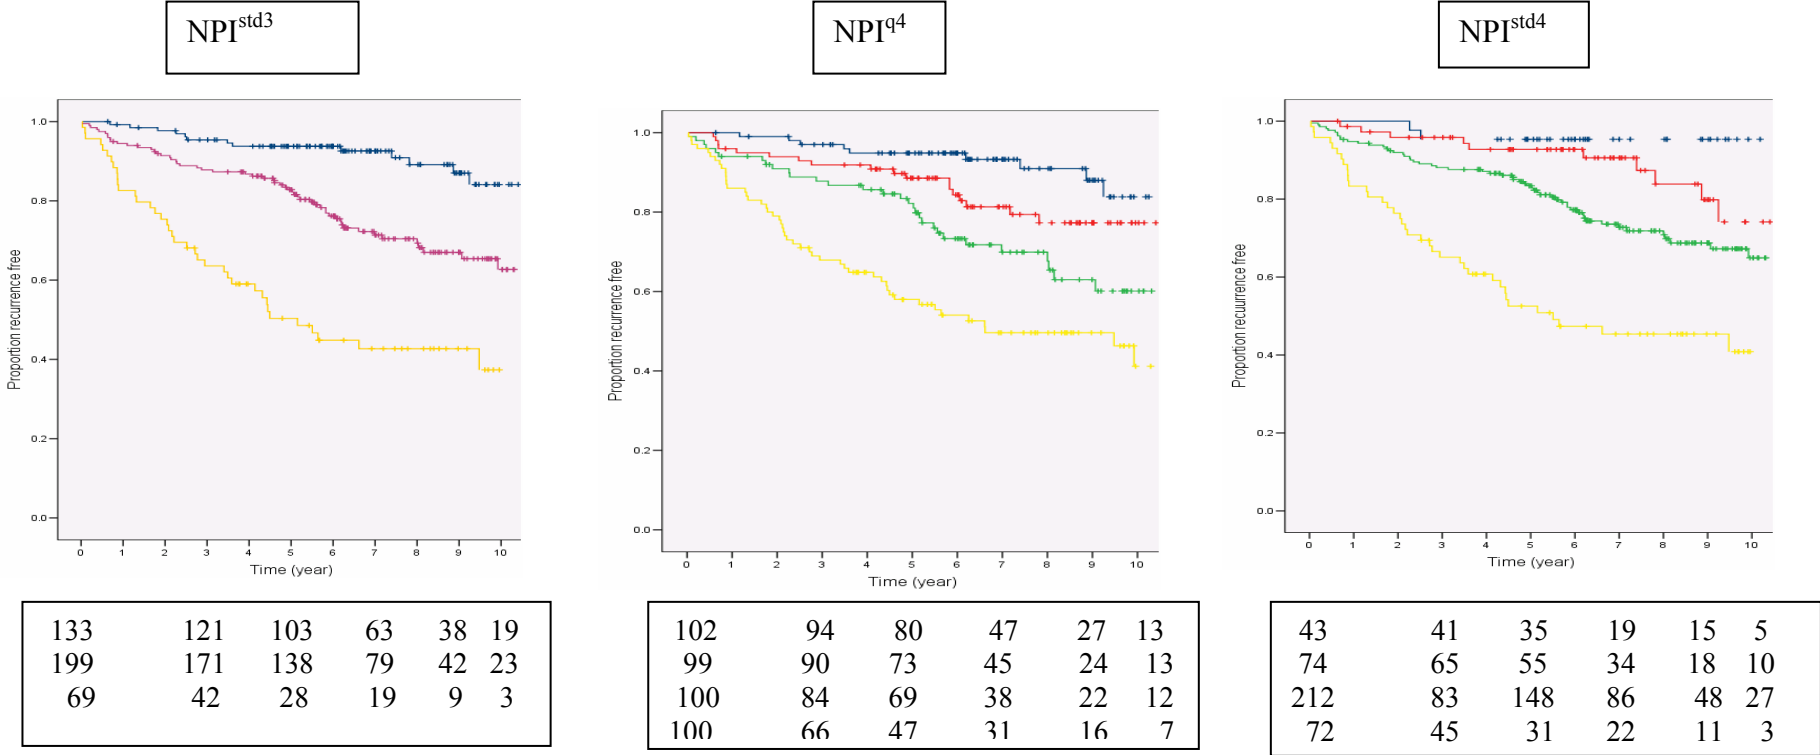 NPI^std3
NPI^q4
NPI^std4
Proportion recurrence free
1.0
0.8
0.6
0.4
0.2
0.0
0 1 2 3 4 5 6 7 8 9 10
Time (year)
Proportion recurrence free
1.0
0.8
0.6
0.4
0.2
0.0
0 1 2 3 4 5 6 7 8 9 10
Time (year)
Proportion recuurrence free
1.0
0.8
0.6
0.4
0.2
0.0
0 1 2 3 4 5 6 7 8 9 10
Time (year)
133 121 103 63 38 19
199 171 138 79 42 23
69 42 28 19 9 3
102 94 80 47 27 13
99 90 73 45 24 13
100 84 69 38 22 12
100 66 47 31 16 7
43 41 35 19 15 5
74 65 55 34 18 10
212 83 148 86 48 27
72 45 31 22 11 3